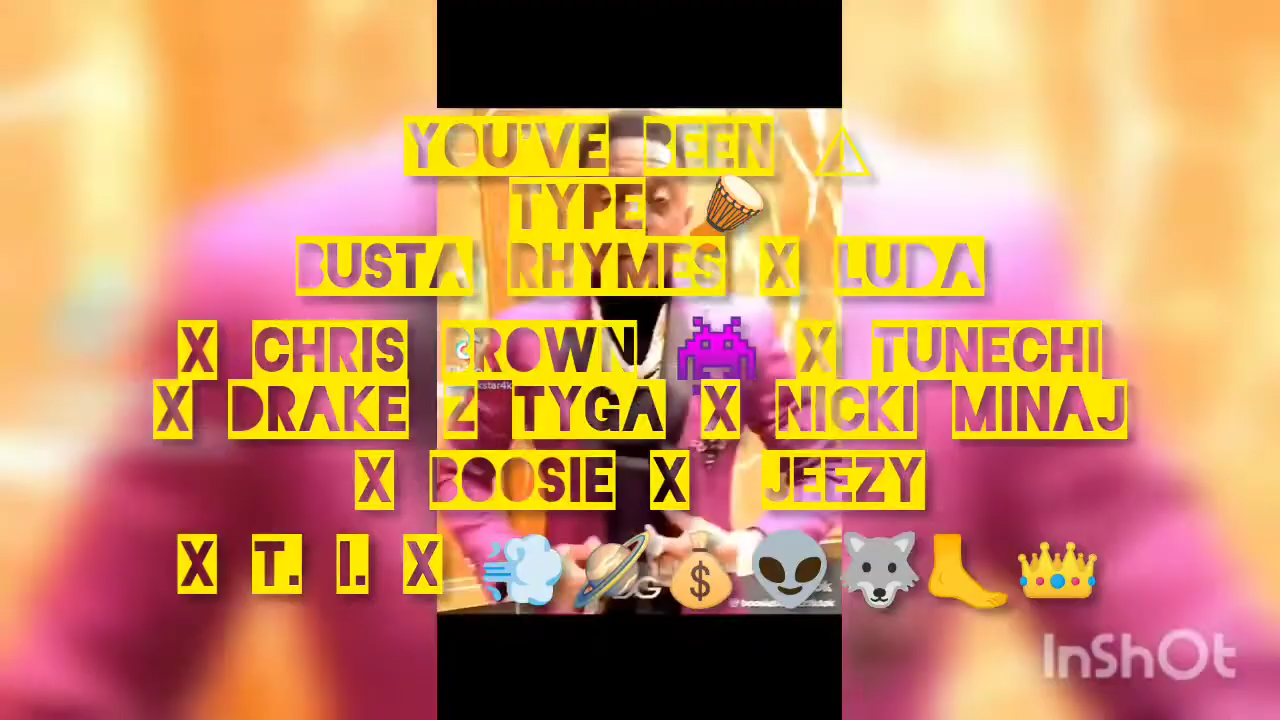 YOU'VE BEEN ⚠
TYPE 🪘
BUSTA RHYMES X LUDA
X CHRIS BROWN 👾 X TUNECHI
X DRAKE Z TYGA X NICKI MINAJ
X BOOSIE X JEEZY
X T. I. X 💨🪐💰👽🐺🦶👑
InShOt